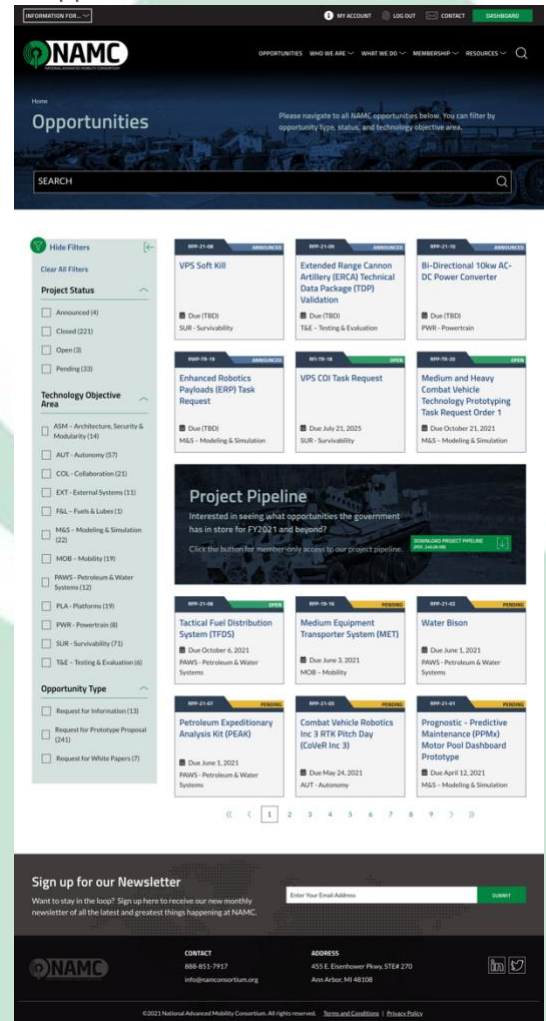 INFORMATION FOR...
MY ACCOUNT
LOG OUT
CONTACT
DASHBOARD
NAMC
NATIONAL ADVANCED MOBILITY CONSORTIUM
OPPORTUNITIES WHO WE ARE WHAT WE DO MEMBERSHIP RESOURCES
Home
Opportunities
Please navigate to all NAMC opportunities below. You can filter by
opportunity type, status, and technology objective area.
SEARCH
Hide Filters
Clear All Filters
Project Status
Announced (4)
Closed (221)
Open (3)
Pending (33)
Technology Objective
Area
ASM - Architecture, Security &
Modularity (14)
AUT - Autonomy (57)
COL - Collaboration (21)
EXT - External Systems (11)
F&L - Fuels & Lubes (1)
M&S - Modeling & Simulation
(22)
MOB - Mobility (19)
PAWS - Petroleum & Water
Systems (12)
PLA - Platforms (19)
PWR - Powertrain (8)
SUR - Survivability (71)
T&E - Testing & Evaluation (6)
Opportunity Type
Request for Information (13)
Request for Prototype Proposal
(241)
Request for White Papers (7)
RPP-21-08 ANNOUNCED
VPS Soft Kill
Due (TBD)
SUR - Survivability
RPP-21-09 ANNOUNCED
Extended Range Cannon
Artillery (ERCA) Technical
Data Package (TDP)
Validation
Due (TBD)
T&E - Testing & Evaluation
RPP-21-10 ANNOUNCED
Bi-Directional 10kw AC-
DC Power Converter
Due (TBD)
PWR - Powertrain
RWP-TR-19 ANNOUNCED
Enhanced Robotics
Payloads (ERP) Task
Request
Due (TBD)
M&S - Modeling & Simulation
RFI-TR-18 OPEN
VPS COI Task Request
Due July 21, 2025
SUR - Survivability
RPP-TR-20 OPEN
Medium and Heavy
Combat Vehicle
Technology Prototyping
Task Request Order 1
Due October 21, 2021
M&S - Modeling & Simulation
Project Pipeline
Interested in seeing what opportunities the government
has in store for FY2021 and beyond?
Click the button for member-only access to our project pipeline.
DOWNLOAD PROJECT PIPELINE
RPP-21-06 OPEN
Tactical Fuel Distribution
System (TFDS)
Due October 6, 2021
PAWS - Petroleum & Water
Systems
RPP-19-16 PENDING
Medium Equipment
Transporter System (MET)
Due June 3, 2021
MOB - Mobility
RPP-21-02 PENDING
Water Bison
Due June 1, 2021
PAWS - Petroleum & Water
Systems
RPP-21-07 PENDING
Petroleum Expeditionary
Analysis Kit (PEAK)
Due June 1, 2021
PAWS - Petroleum & Water
Systems
RPP-21-05 PENDING
Combat Vehicle Robotics
Inc 3 RTK Pitch Day
(CoVeR Inc 3)
Due May 24, 2021
AUT - Autonomy
RPP-21-01 PENDING
Prognostic - Predictive
Maintenance (PPMx)
Motor Pool Dashboard
Prototype
Due April 12, 2021
M&S - Modeling & Simulation
1 2 3 4 5 6 7 8 9
Sign up for our Newsletter
Want to stay in the loop? Sign up here to receive our new monthly
newsletter of all the latest and greatest things happening at NAMC.
Enter Your Email Address
SUBMIT
NAMC
CONTACT
888-851-7917
info@namconsortium.org
ADDRESS
455 E. Eisenhower Pkwy, STE# 270
Ann Arbor, MI 48108
©2021 National Advanced Mobility Consortium. All rights reserved. Terms and Conditions | Privacy Policy